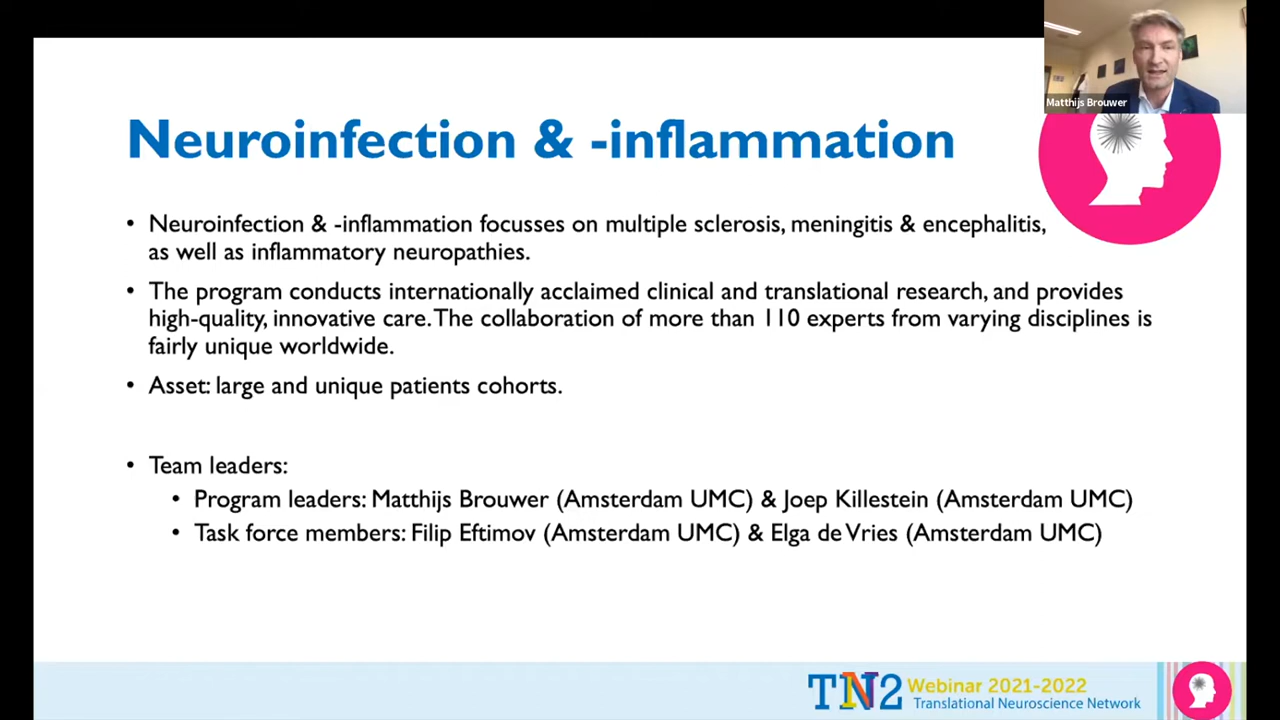 Matthijs Brouwer
Neuroinfection & -inflammation
• Neuroinfection & -inflammation focusses on multiple sclerosis, meningitis & encephalitis,
as well as inflammatory neuropathies.
• The program conducts internationally acclaimed clinical and translational research, and provides
high-quality, innovative care. The collaboration of more than 110 experts from varying disciplines is
fairly unique worldwide.
• Asset: large and unique patients cohorts.
• Team leaders:
• Program leaders: Matthijs Brouwer (Amsterdam UMC) & Joep Killestein (Amsterdam UMC)
• Task force members: Filip Eftimov (Amsterdam UMC) & Elga de Vries (Amsterdam UMC)
TN2 Webinar 2021-2022
Translational Neuroscience Network